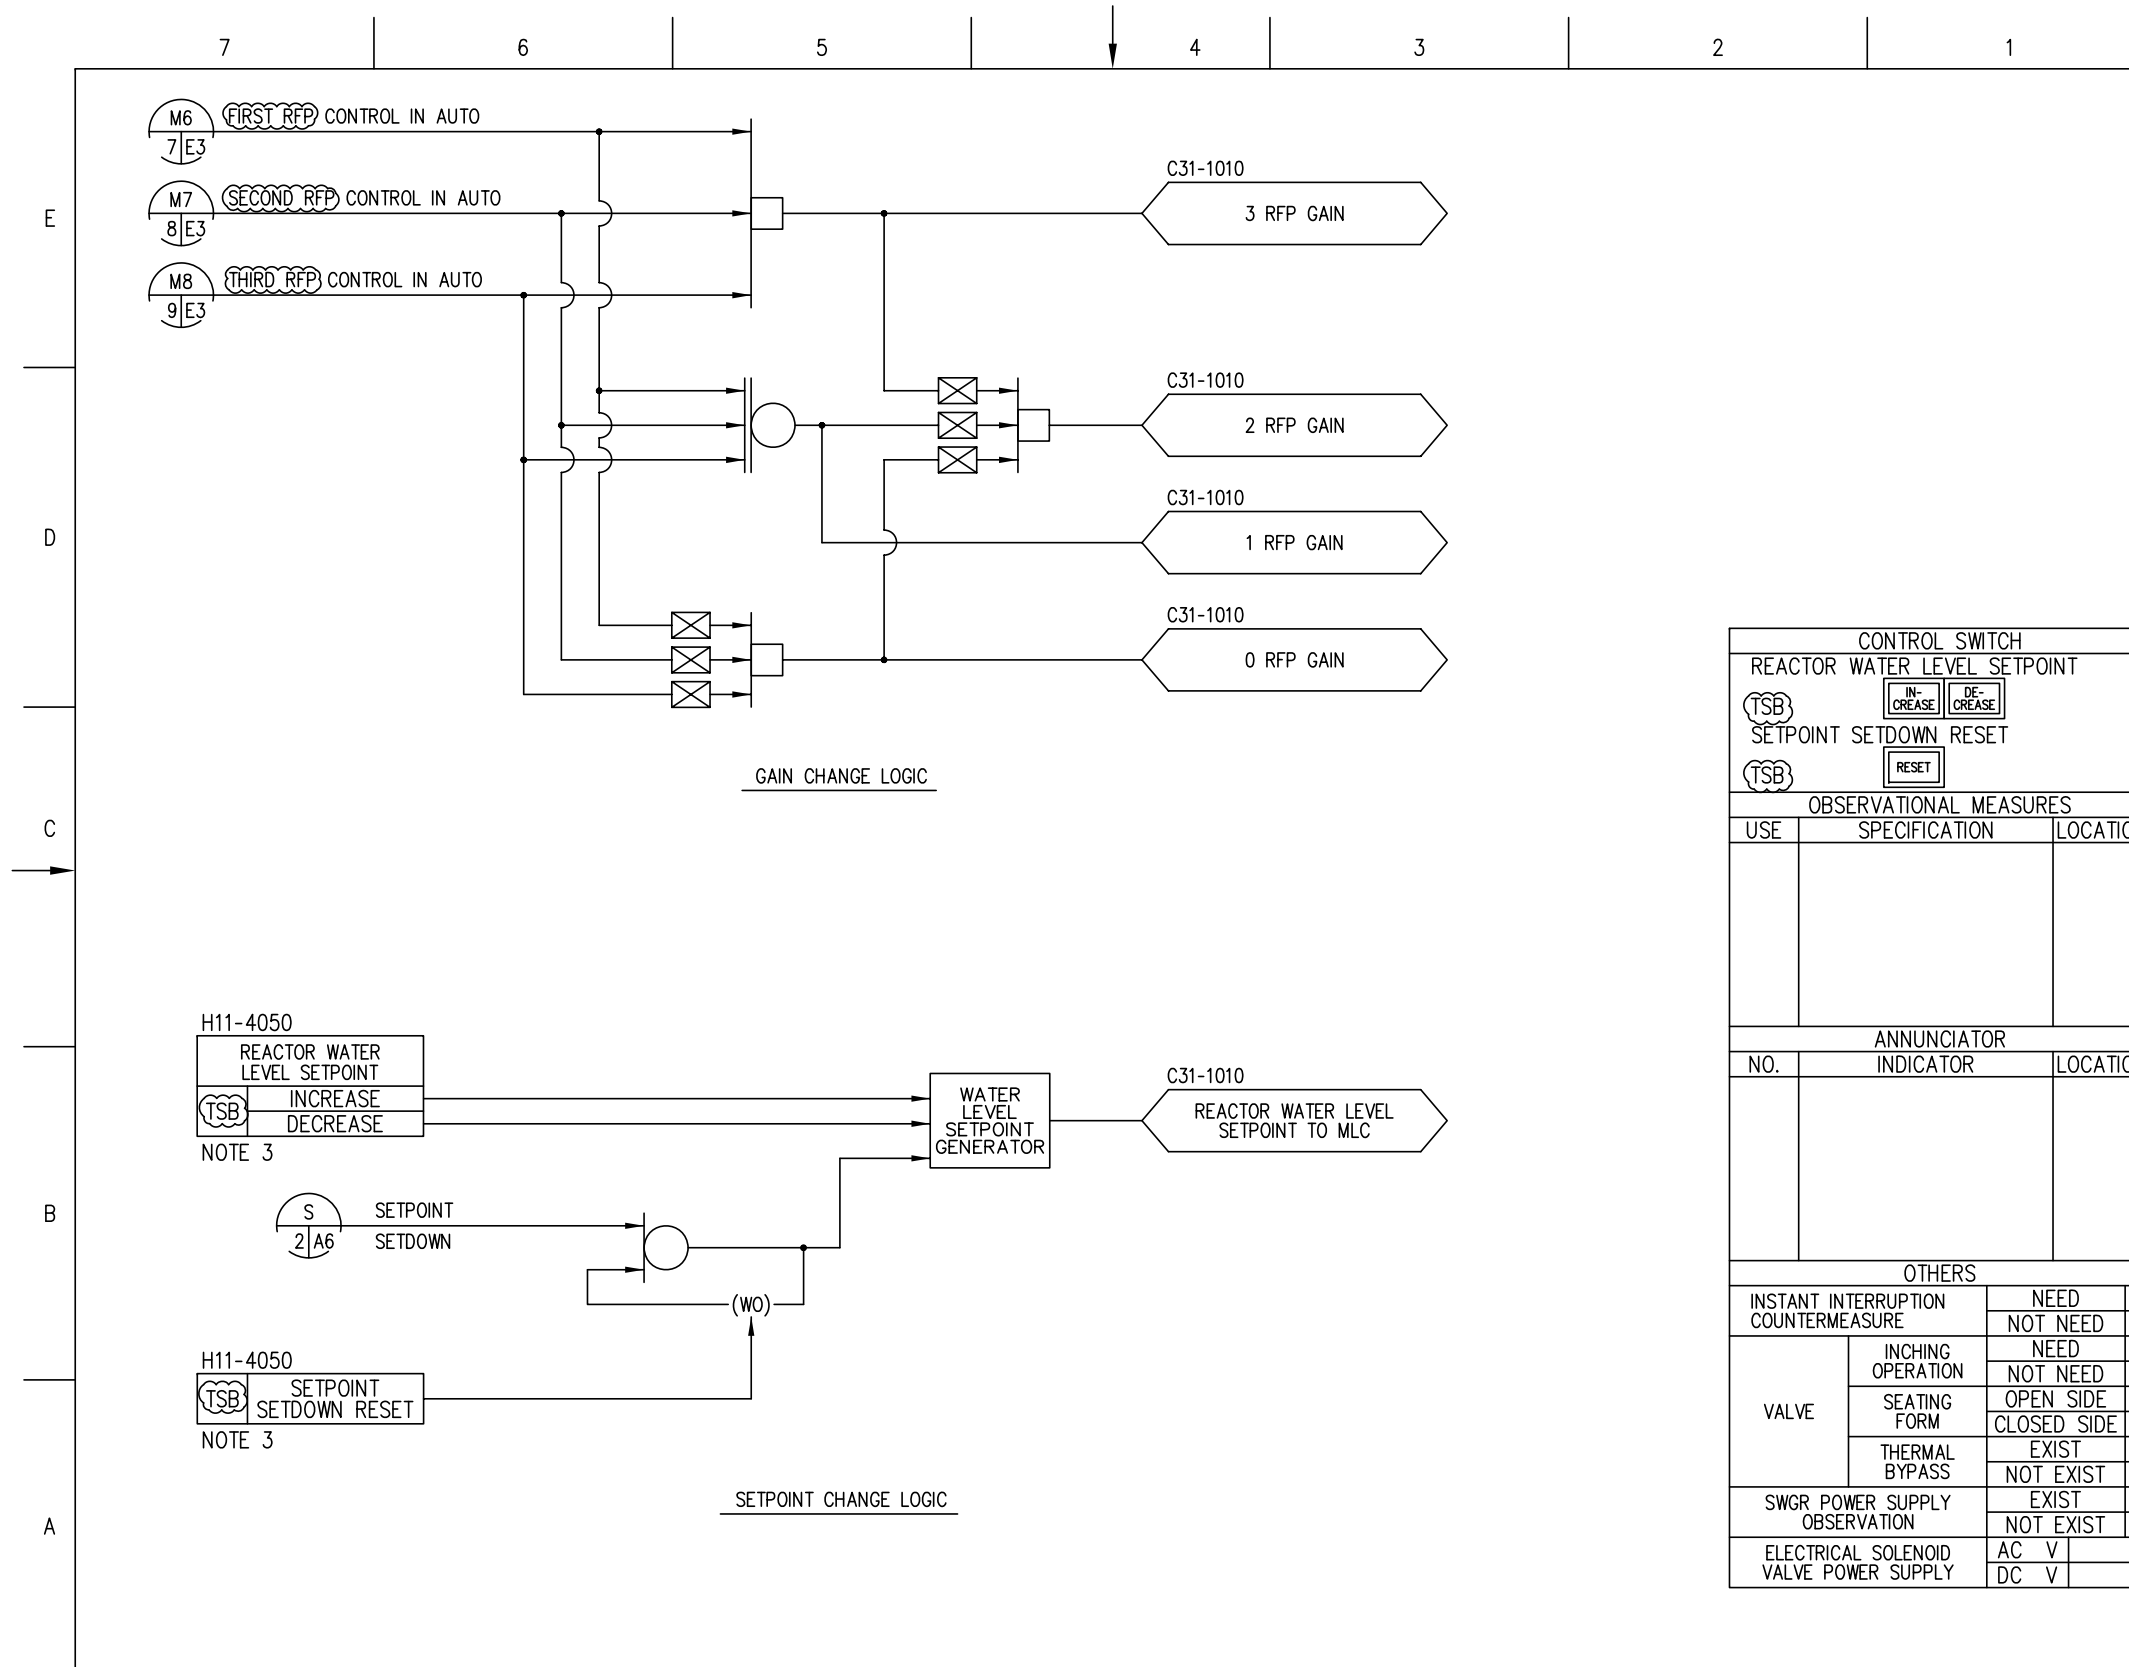 7 6 5 4 3 2 1
E
D
C
B
A
M6
7 E3
FIRST RFP CONTROL IN AUTO
M7
8 E3
SECOND RFP CONTROL IN AUTO
M8
9 E3
THIRD RFP CONTROL IN AUTO
C31-1010
3 RFP GAIN
C31-1010
2 RFP GAIN
C31-1010
1 RFP GAIN
C31-1010
0 RFP GAIN
GAIN CHANGE LOGIC
H11-4050
REACTOR WATER
LEVEL SETPOINT
TSB
INCREASE
DECREASE
NOTE 3
WATER
LEVEL
SETPOINT
GENERATOR
C31-1010
REACTOR WATER LEVEL
SETPOINT TO MLC
S
2 A6
SETPOINT
SETDOWN
(WO)
H11-4050
TSB
SETPOINT
SETDOWN RESET
NOTE 3
SETPOINT CHANGE LOGIC
CONTROL SWITCH
REACTOR WATER LEVEL SETPOINT
TSB
IN-
CREASE
DE-
CREASE
SETPOINT SETDOWN RESET
TSB
RESET
OBSERVATIONAL MEASURES
USE SPECIFICATION LOCATIO
ANNUNCIATOR
NO. INDICATOR LOCATIO
OTHERS
INSTANT INTERRUPTION
COUNTERMEASURE
NEED
NOT NEED
VALVE
INCHING
OPERATION
NEED
NOT NEED
SEATING
FORM
OPEN SIDE
CLOSED SIDE
THERMAL
BYPASS
EXIST
NOT EXIST
SWGR POWER SUPPLY
OBSERVATION
EXIST
NOT EXIST
ELECTRICAL SOLENOID
VALVE POWER SUPPLY
AC V
DC V